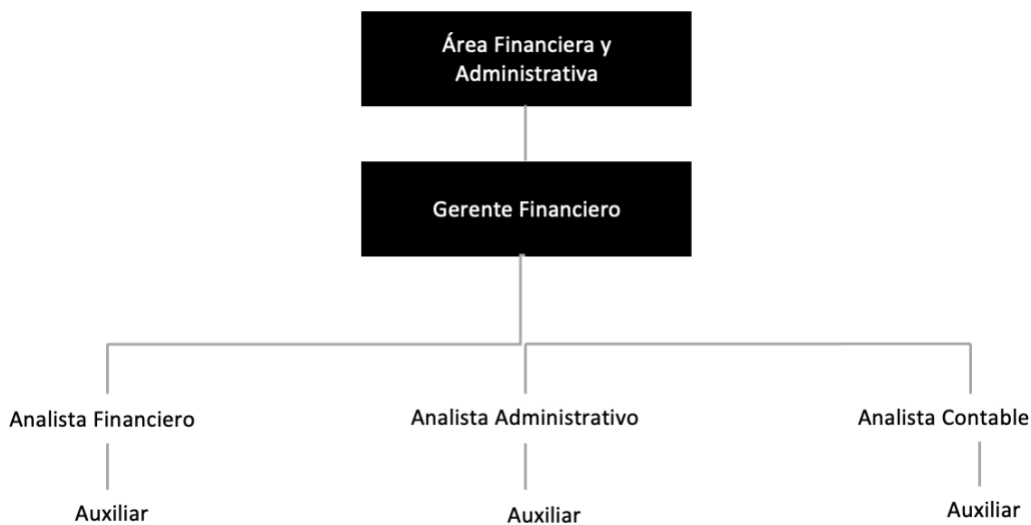 Área Financiera y
Administrativa
Gerente Financiero
Analista Financiero
Analista Administrativo
Analista Contable
Auxiliar
Auxiliar
Auxiliar